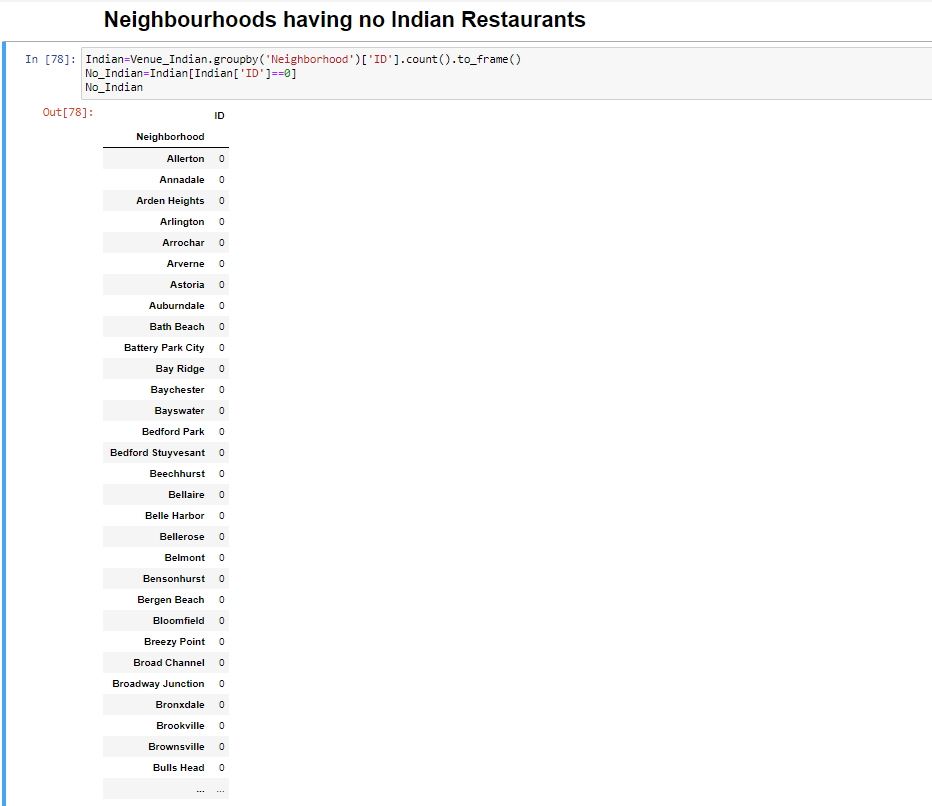 Neighbourhoods having no Indian Restaurants
In [78]: Indian=Venue_Indian.groupby('Neighborhood')['ID'].count().to_frame()
No_Indian=Indian[Indian['ID']==0]
No_Indian
Out[78]:
ID
Neighborhood
Allerton 0
Annadale 0
Arden Heights 0
Arlington 0
Arrochar 0
Arverne 0
Astoria 0
Auburndale 0
Bath Beach 0
Battery Park City 0
Bay Ridge 0
Baychester 0
Bayswater 0
Bedford Park 0
Bedford Stuyvesant 0
Beechhurst 0
Bellaire 0
Belle Harbor 0
Bellerose 0
Belmont 0
Bensonhurst 0
Bergen Beach 0
Bloomfield 0
Breezy Point 0
Broad Channel 0
Broadway Junction 0
Bronxdale 0
Brookville 0
Brownsville 0
Bulls Head 0
... ...